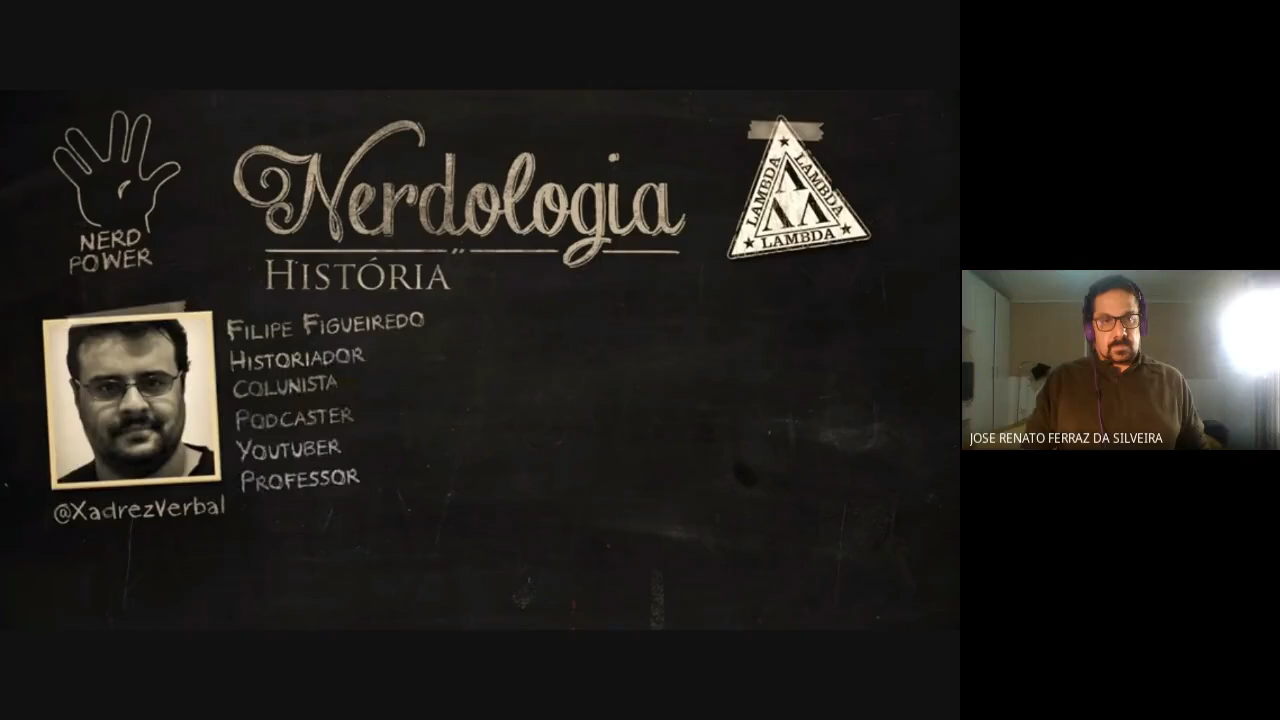 NERD
POWER
Nerdologia
HISTÓRIA
LAMBDA
LAMBDA
LAMBDA
FILIPE FIGUEIREDO
HISTORIADOR
COLUNISTA
PODCASTER
YOUTUBER
PROFESSOR
@XadrezVerbal
JOSE RENATO FERRAZ DA SILVEIRA